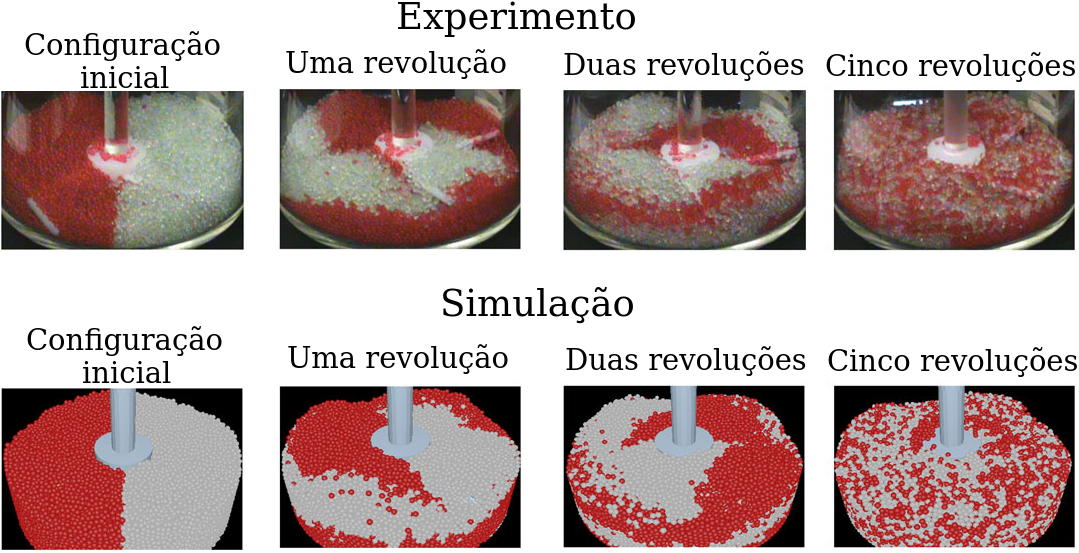 Experimento
Configuração
inicial
Uma revolução
Duas revoluções
Cinco revoluções
Simulação
Configuração
inicial
Uma revolução
Duas revoluções
Cinco revoluções